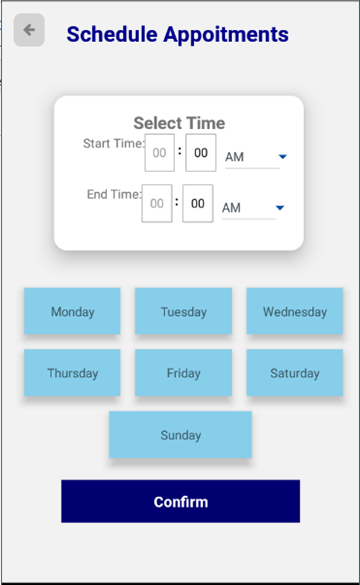 Schedule Appoitments
Select Time
Start Time: 00 : 00 AM
End Time: 00 : 00 AM
Monday Tuesday Wednesday
Thursday Friday Saturday
Sunday
Confirm